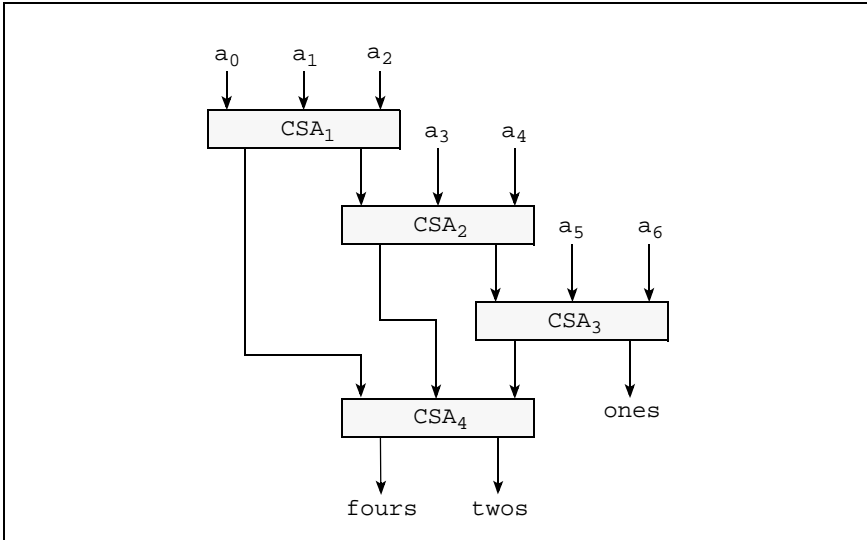 a₀ a₁ a₂
CSA₁
a₃ a₄
CSA₂
a₅ a₆
CSA₃
ones
CSA₄
fours twos